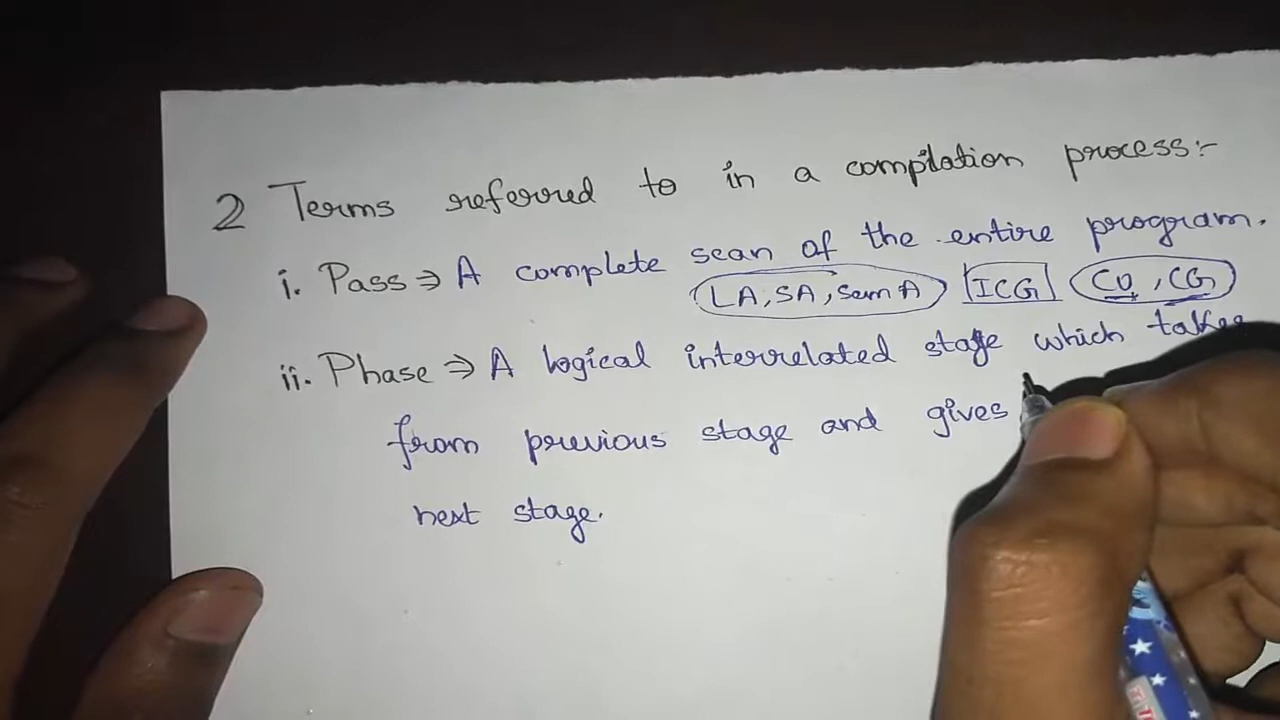 2 Terms referred to in a compilation process:-
i. Pass ⇒ A complete scan of the entire program.
LA, SA, Sem A ICG CO, CG
ii. Phase ⇒ A logical interrelated stage which takes
from previous stage and gives
next stage.